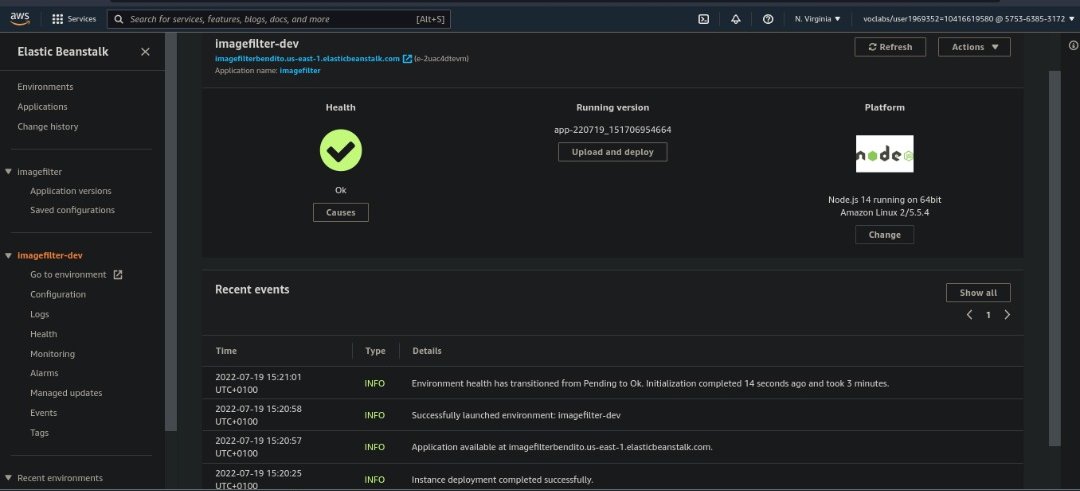 aws
Services
Search for services, features, blogs, docs, and more
[Alt+S]
N. Virginia ▼
voclabs/user1969352=10416619580 @ 5753-6385-3172 ▼
Elastic Beanstalk
Environments
Applications
Change history
imagefilter
Application versions
Saved configurations
imagefilter-dev
Go to environment
Configuration
Logs
Health
Monitoring
Alarms
Managed updates
Events
Tags
Recent environments
imagefilter-dev
Refresh
Actions ▼
imagefilterbendito.us-east-1.elasticbeanstalk.com (e-2uac4dtevm)
Application name: imagefilter
Health
Ok
Causes
Running version
app-220719_151706954664
Upload and deploy
Platform
node
Node.js 14 running on 64bit
Amazon Linux 2/5.5.4
Change
Recent events
Show all
1
Time
Type
Details
2022-07-19 15:21:01
UTC+0100
INFO
Environment health has transitioned from Pending to Ok. Initialization completed 14 seconds ago and took 3 minutes.
2022-07-19 15:20:58
UTC+0100
INFO
Successfully launched environment: imagefilter-dev
2022-07-19 15:20:57
UTC+0100
INFO
Application available at imagefilterbendito.us-east-1.elasticbeanstalk.com.
2022-07-19 15:20:25
UTC+0100
INFO
Instance deployment completed successfully.